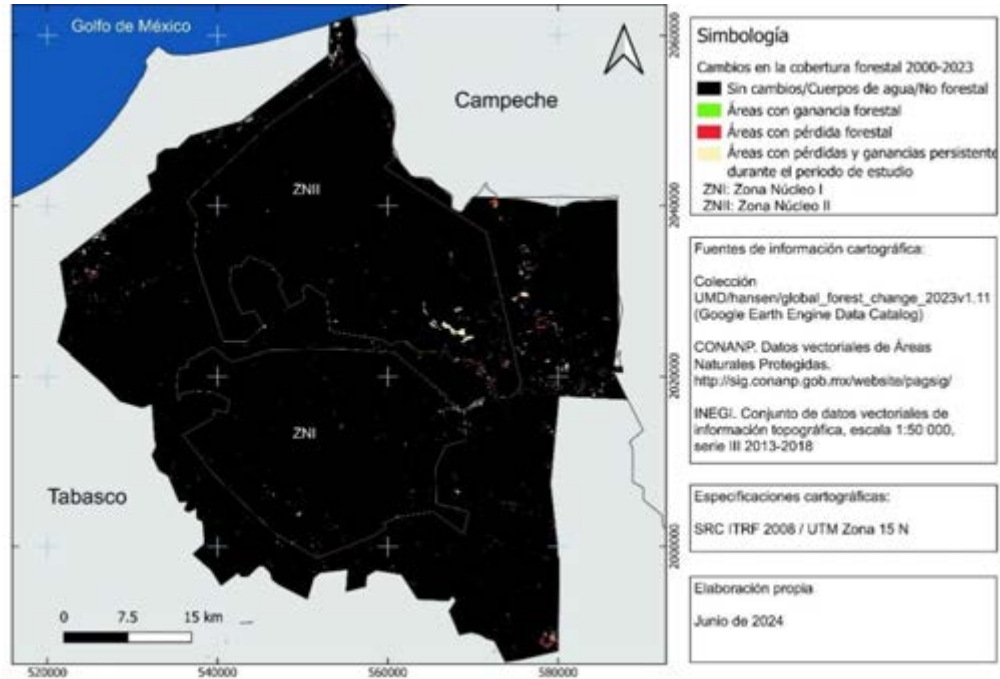 Golfo de México
Campeche
ZNII
ZNI
Tabasco
0 7.5 15 km
520000 540000 560000 580000
2060000
2040000
2020000
2000000
Simbología
Cambios en la cobertura forestal 2000-2023
Sin cambios/Cuerpos de agua/No forestal
Áreas con ganancia forestal
Áreas con pérdida forestal
Áreas con pérdidas y ganancias persistente
durante el periodo de estudio
ZNI: Zona Núcleo I
ZNII: Zona Núcleo II
Fuentes de información cartográfica:
Colección
UMD/hansen/global_forest_change_2023v1.11
(Google Earth Engine Data Catalog)
CONANP. Datos vectoriales de Áreas
Naturales Protegidas.
http://sig.conanp.gob.mx/website/pagsig/
INEGI. Conjunto de datos vectoriales de
información topográfica, escala 1:50 000,
serie III 2013-2018
Especificaciones cartográficas:
SRC ITRF 2008 / UTM Zona 15 N
Elaboración propia
Junio de 2024